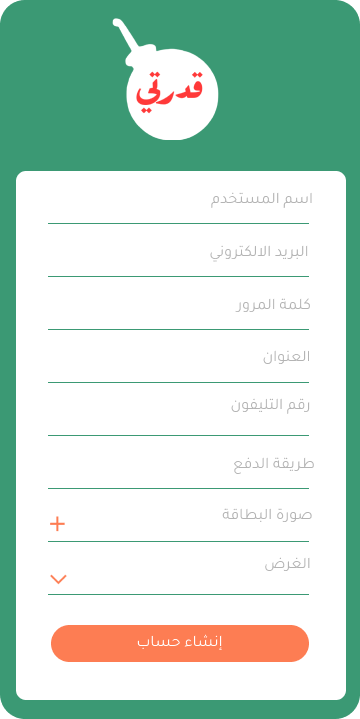 قدرتي
اسم المستخدم
البريد الالكتروني
كلمة المرور
العنوان
رقم التليفون
طريقة الدفع
صورة البطاقة
الغرض
إنشاء حساب